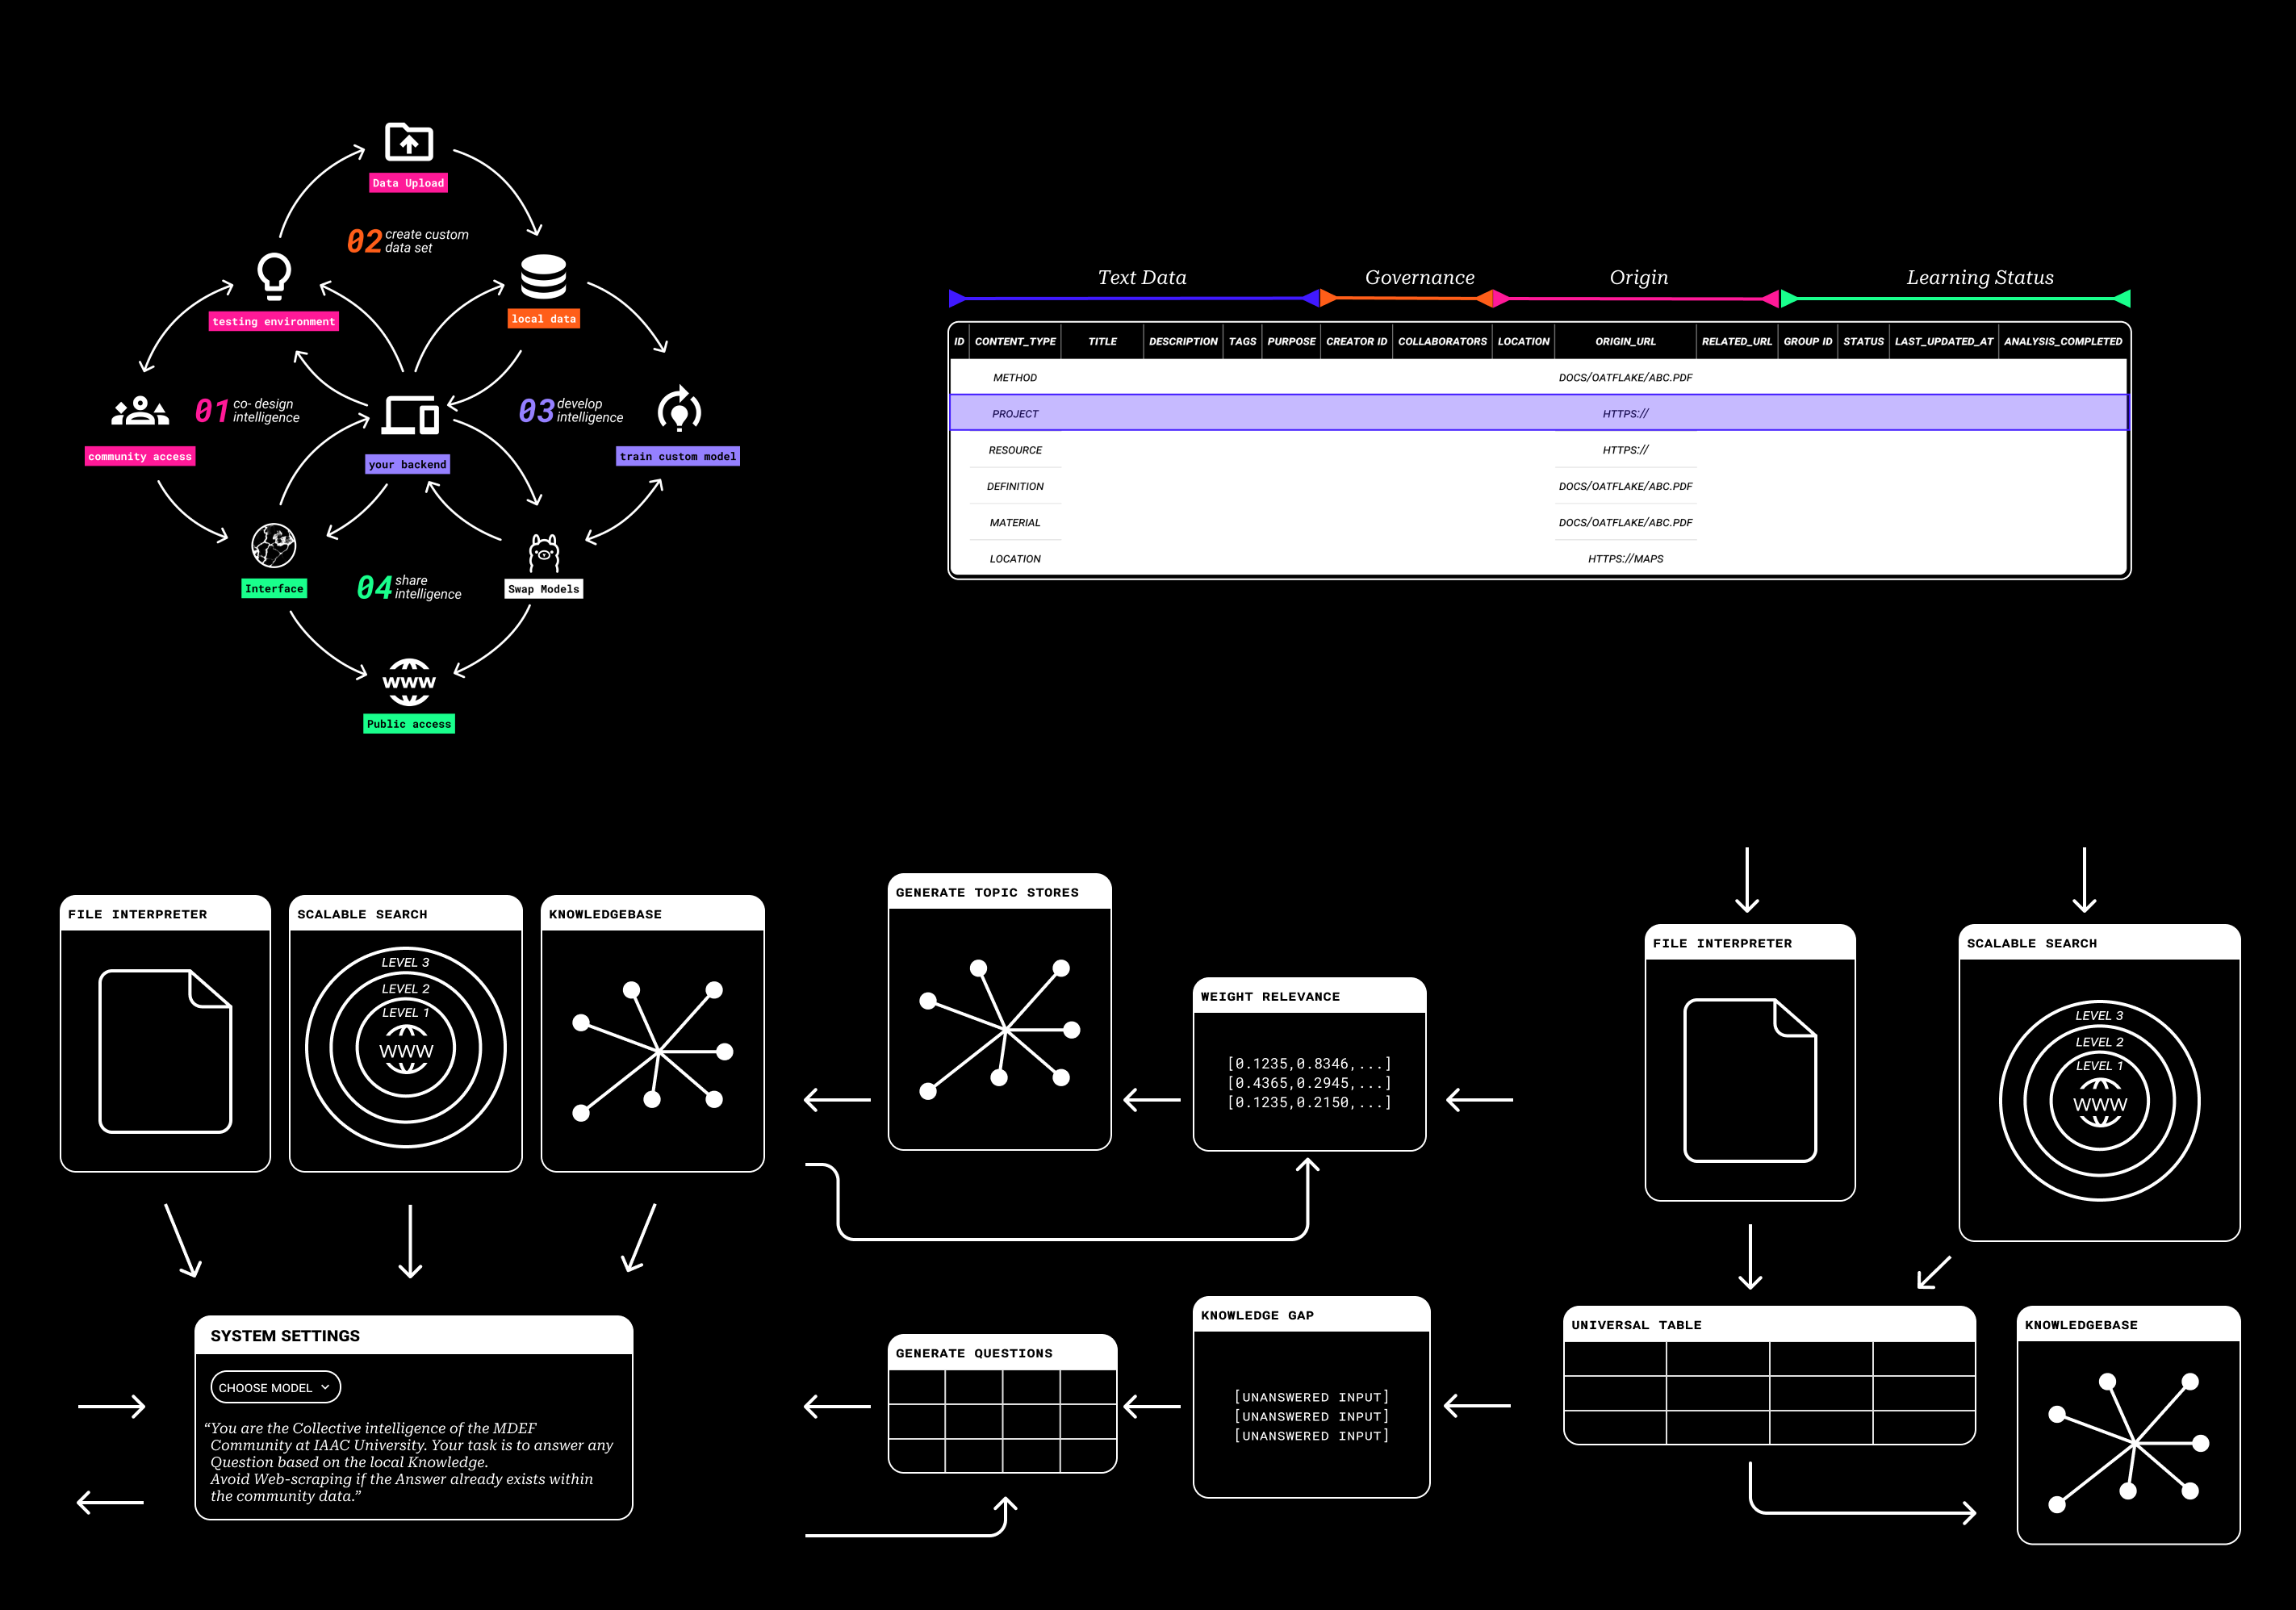 Data Upload
02 create custom
data set
testing environment
local data
01 co- design
intelligence
03 develop
intelligence
community access
your backend
train custom model
Interface
04 share
intelligence
Swap Models
WWW
Public access
Text Data Governance Origin Learning Status
ID CONTENT_TYPE TITLE DESCRIPTION TAGS PURPOSE CREATOR ID COLLABORATORS LOCATION ORIGIN_URL RELATED_URL GROUP ID STATUS LAST_UPDATED_AT ANALYSIS_COMPLETED
METHOD DOCS/OATFLAKE/ABC.PDF
PROJECT HTTPS://
RESOURCE HTTPS://
DEFINITION DOCS/OATFLAKE/ABC.PDF
MATERIAL DOCS/OATFLAKE/ABC.PDF
LOCATION HTTPS://MAPS
FILE INTERPRETER
SCALABLE SEARCH
LEVEL 3
LEVEL 2
LEVEL 1
WWW
KNOWLEDGEBASE
GENERATE TOPIC STORES
WEIGHT RELEVANCE
[0.1235,0.8346,...]
[0.4365,0.2945,...]
[0.1235,0.2150,...]
FILE INTERPRETER
SCALABLE SEARCH
LEVEL 3
LEVEL 2
LEVEL 1
WWW
SYSTEM SETTINGS
CHOOSE MODEL
“You are the Collective intelligence of the MDEF
Community at IAAC University. Your task is to answer any
Question based on the local Knowledge.
Avoid Web-scraping if the Answer already exists within
the community data.”
GENERATE QUESTIONS
KNOWLEDGE GAP
[UNANSWERED INPUT]
[UNANSWERED INPUT]
[UNANSWERED INPUT]
UNIVERSAL TABLE
KNOWLEDGEBASE